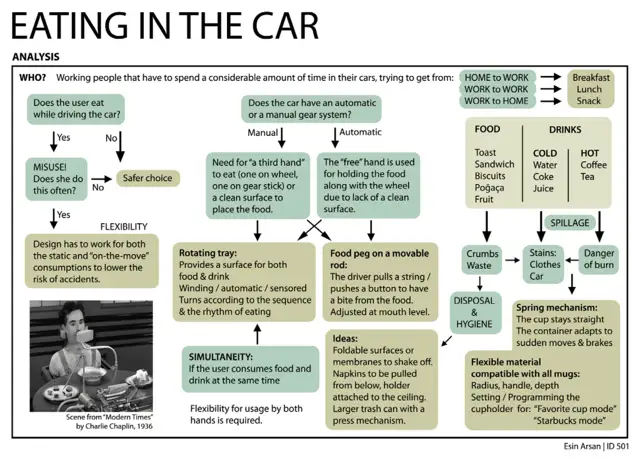 EATING IN THE CAR
ANALYSIS
WHO? Working people that have to spend a considerable amount of time in their cars, trying to get from:
HOME to WORK
WORK to WORK
WORK to HOME
Breakfast
Lunch
Snack
Does the user eat
while driving the car?
Yes
No
MISUSE!
Does she do
this often?
No
Safer choice
Yes
FLEXIBILITY
Design has to work for both
the static and "on-the-move"
consumptions to lower the
risk of accidents.
Scene from "Modern Times"
by Charlie Chaplin, 1936
Does the car have an automatic
or a manual gear system?
Manual
Automatic
Need for "a third hand"
to eat (one on wheel,
one on gear stick) or
a clean surface to
place the food.
The "free" hand is used
for holding the food
along with the wheel
due to lack of a clean
surface.
Rotating tray:
Provides a surface for both
food & drink
Winding / automatic / sensored
Turns according to the sequence
& the rhythm of eating
Food peg on a movable
rod:
The driver pulls a string /
pushes a button to have
a bite from the food.
Adjusted at mouth level.
SIMULTANEITY:
If the user consumes food and
drink at the same time
Flexibility for usage by both
hands is required.
Ideas:
Foldable surfaces or
membranes to shake off.
Napkins to be pulled
from below, holder
attached to the ceiling.
Larger trash can with a
press mechanism.
FOOD
Toast
Sandwich
Biscuits
Poğaça
Fruit
DRINKS
COLD
Water
Coke
Juice
HOT
Coffee
Tea
SPILLAGE
Crumbs
Waste
Stains:
Clothes
Car
Danger
of burn
DISPOSAL
&
HYGIENE
Spring mechanism:
The cup stays straight
The container adapts to
sudden moves & brakes
Flexible material
compatible with all mugs:
Radius, handle, depth
Setting / Programming the
cupholder for: "Favorite cup mode"
"Starbucks mode"
Esin Arsan | ID 501